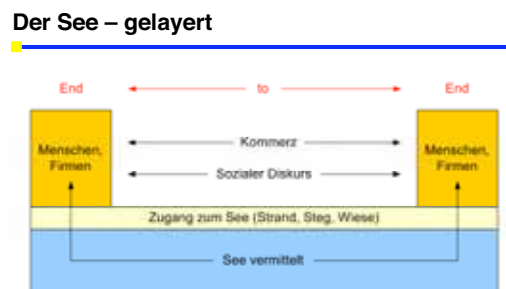 Der See – gelayert
End to End
Menschen,
Firmen
Kommerz
Sozialer Diskurs
Menschen,
Firmen
Zugang zum See (Strand, Steg, Wiese)
See vermittelt